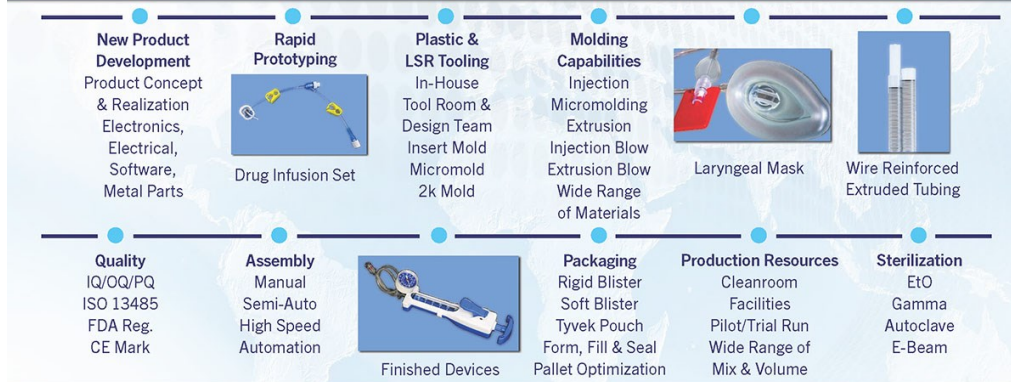 New Product
Development
Product Concept
& Realization
Electronics,
Electrical,
Software,
Metal Parts
Rapid
Prototyping
Drug Infusion Set
Plastic &
LSR Tooling
In-House
Tool Room &
Design Team
Insert Mold
Micromold
2k Mold
Molding
Capabilities
Injection
Micromolding
Extrusion
Injection Blow
Extrusion Blow
Wide Range
of Materials
Laryngeal Mask
Wire Reinforced
Extruded Tubing
Quality
IQ/OQ/PQ
ISO 13485
FDA Reg.
CE Mark
Assembly
Manual
Semi-Auto
High Speed
Automation
Finished Devices
Packaging
Rigid Blister
Soft Blister
Tyvek Pouch
Form, Fill & Seal
Pallet Optimization
Production Resources
Cleanroom
Facilities
Pilot/Trial Run
Wide Range of
Mix & Volume
Sterilization
EtO
Gamma
Autoclave
E-Beam